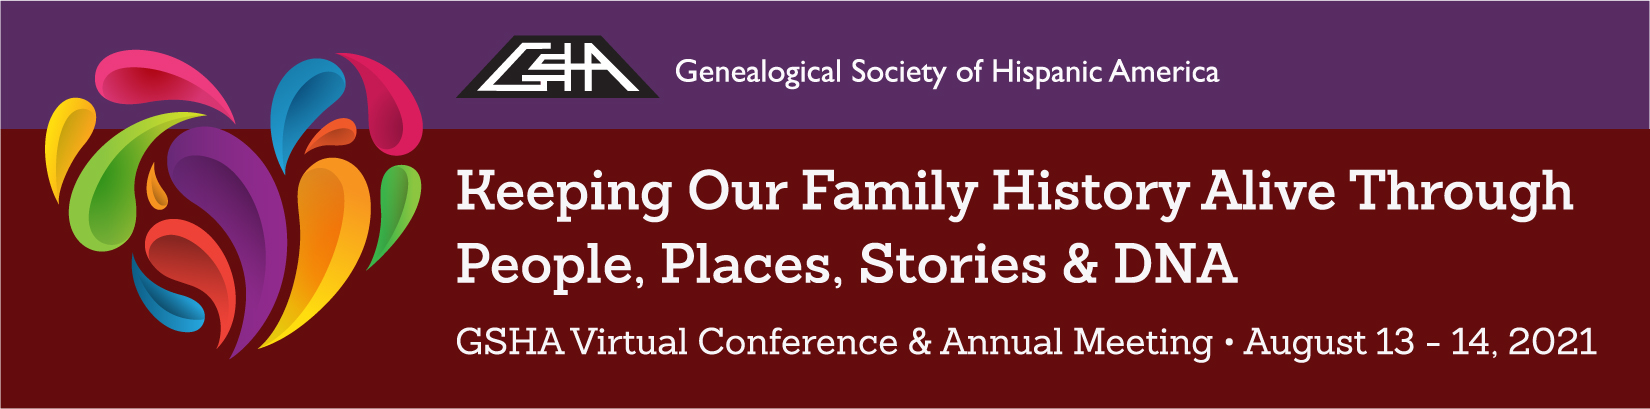 GSHA
Genealogical Society of Hispanic America
Keeping Our Family History Alive Through
People, Places, Stories & DNA
GSHA Virtual Conference & Annual Meeting • August 13 - 14, 2021